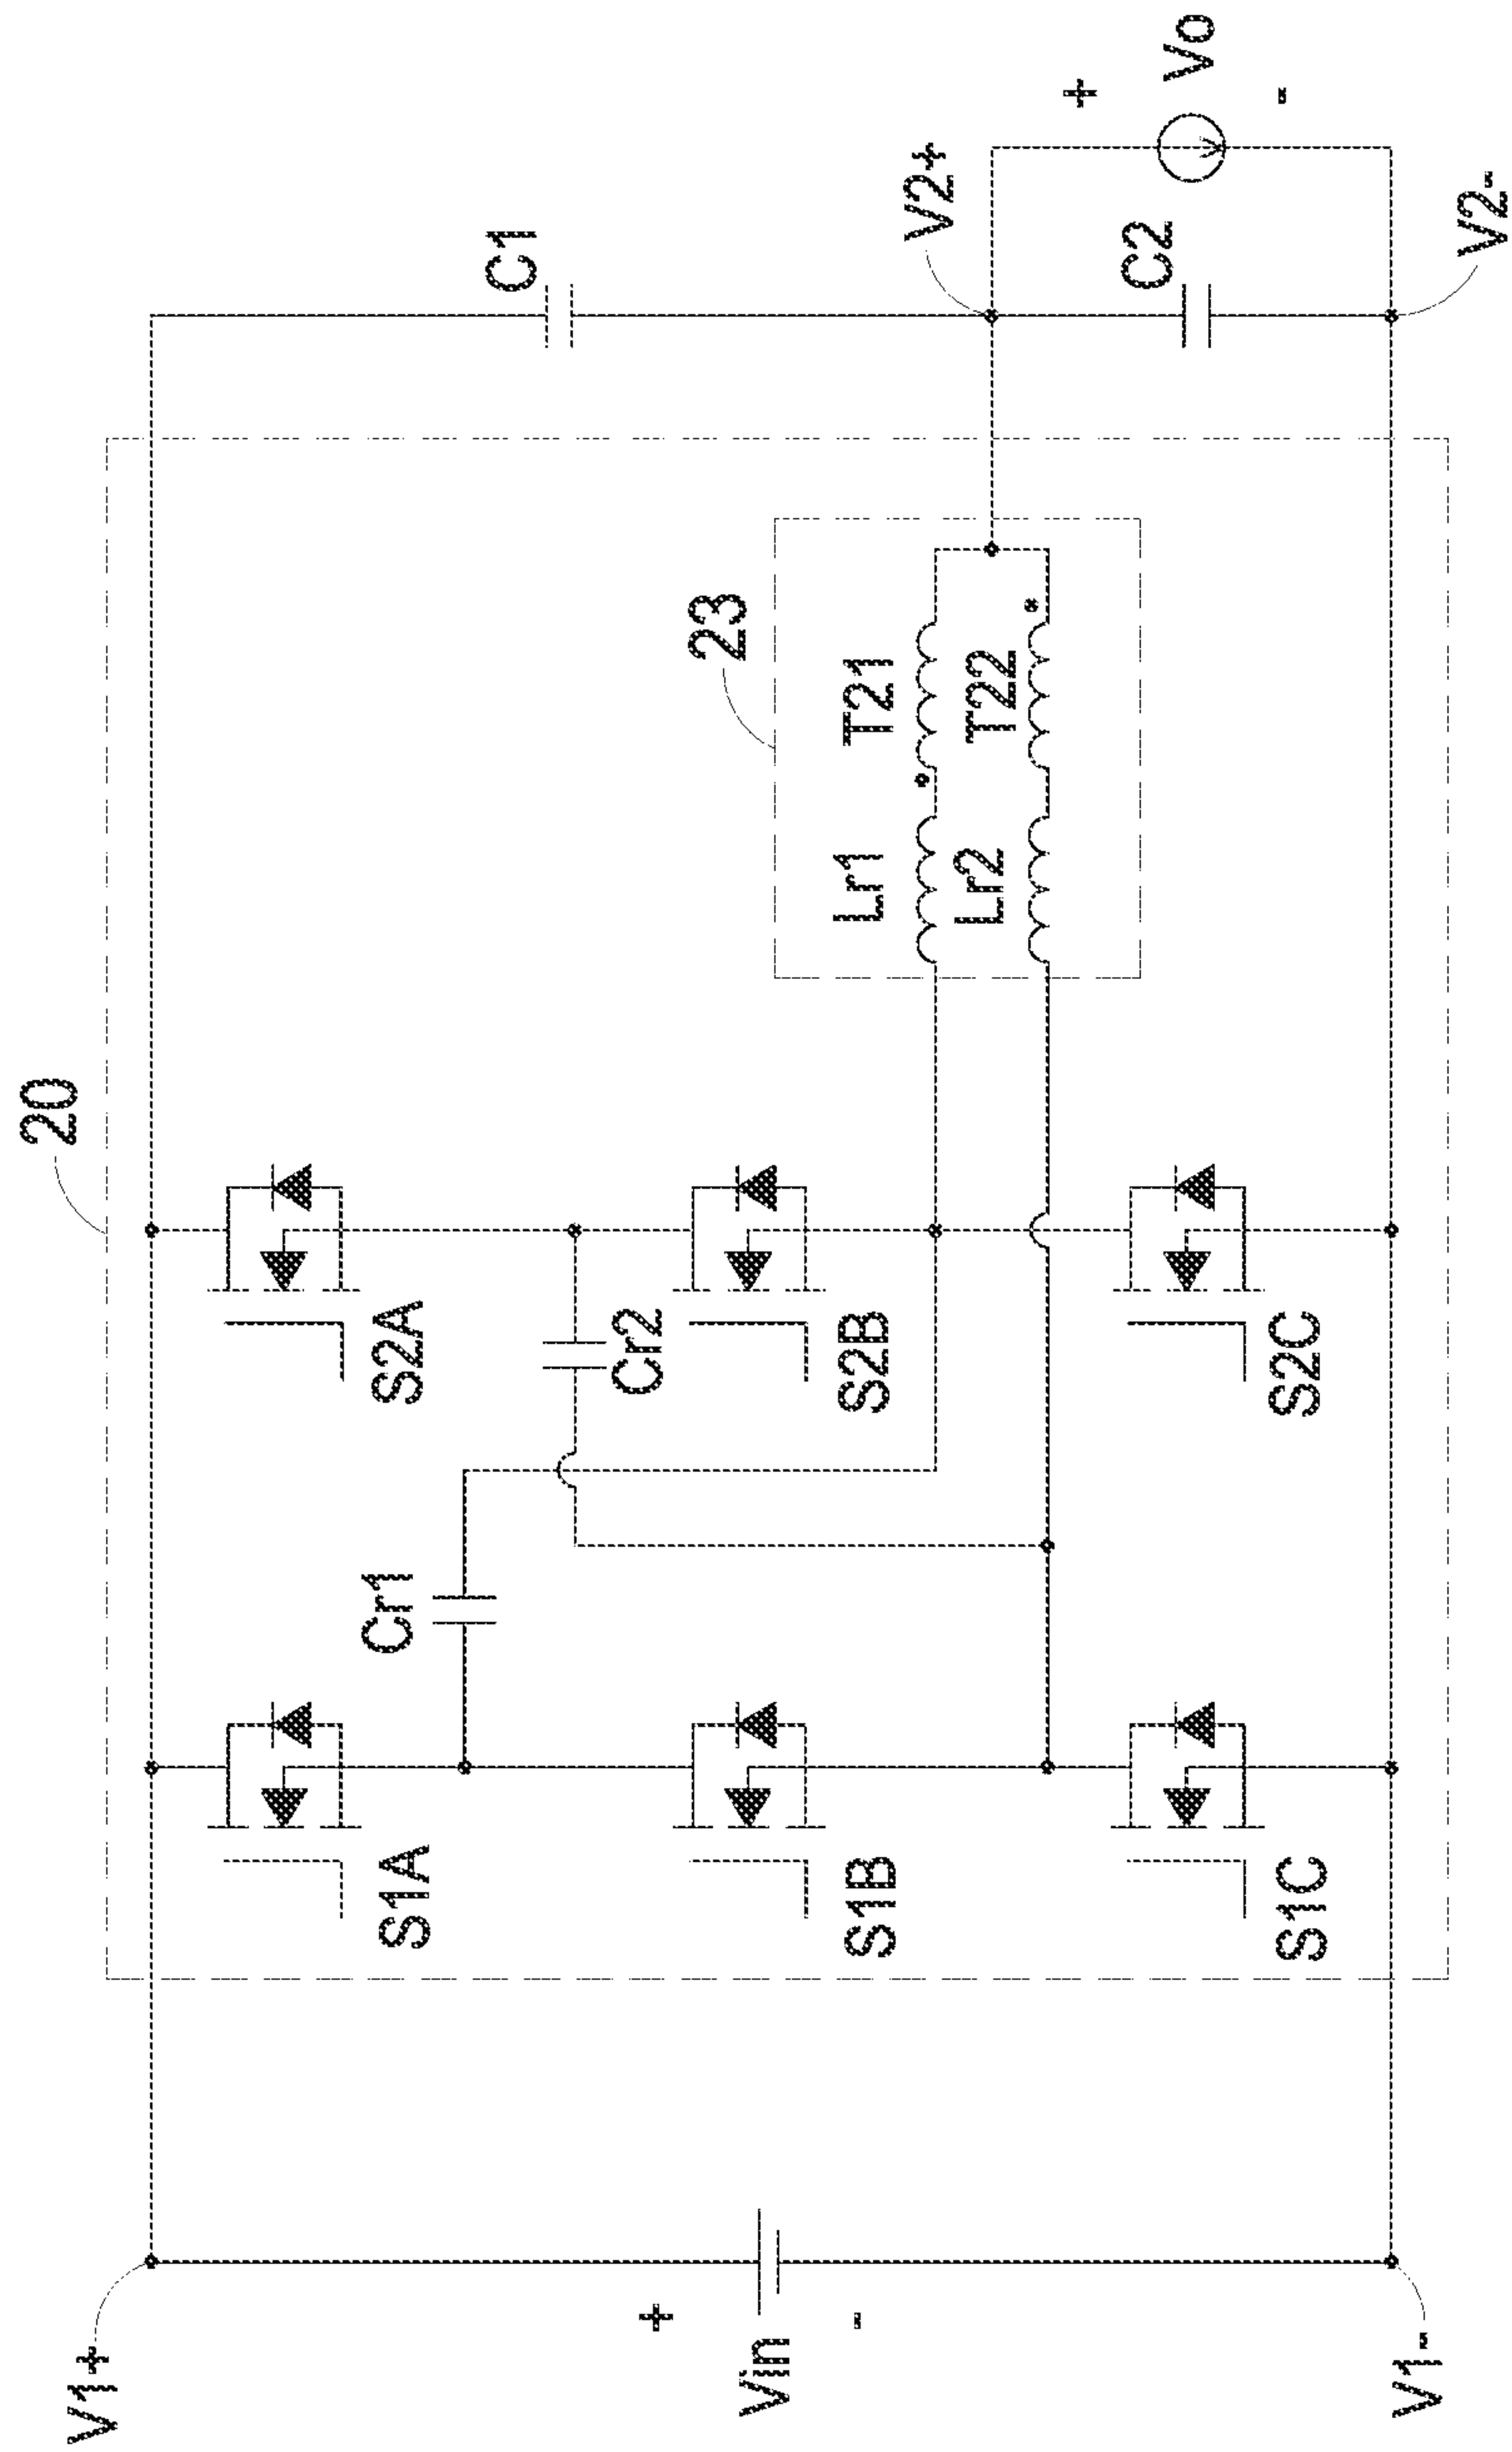 20
V1+
V1-
+
Vin
-
S1A
S1B
S1C
Cr1
Cr2
S2A
S2B
S2C
23
Lr1
T21
Lr2
T22
C1
V2+
C2
V2-
+
Vo
-